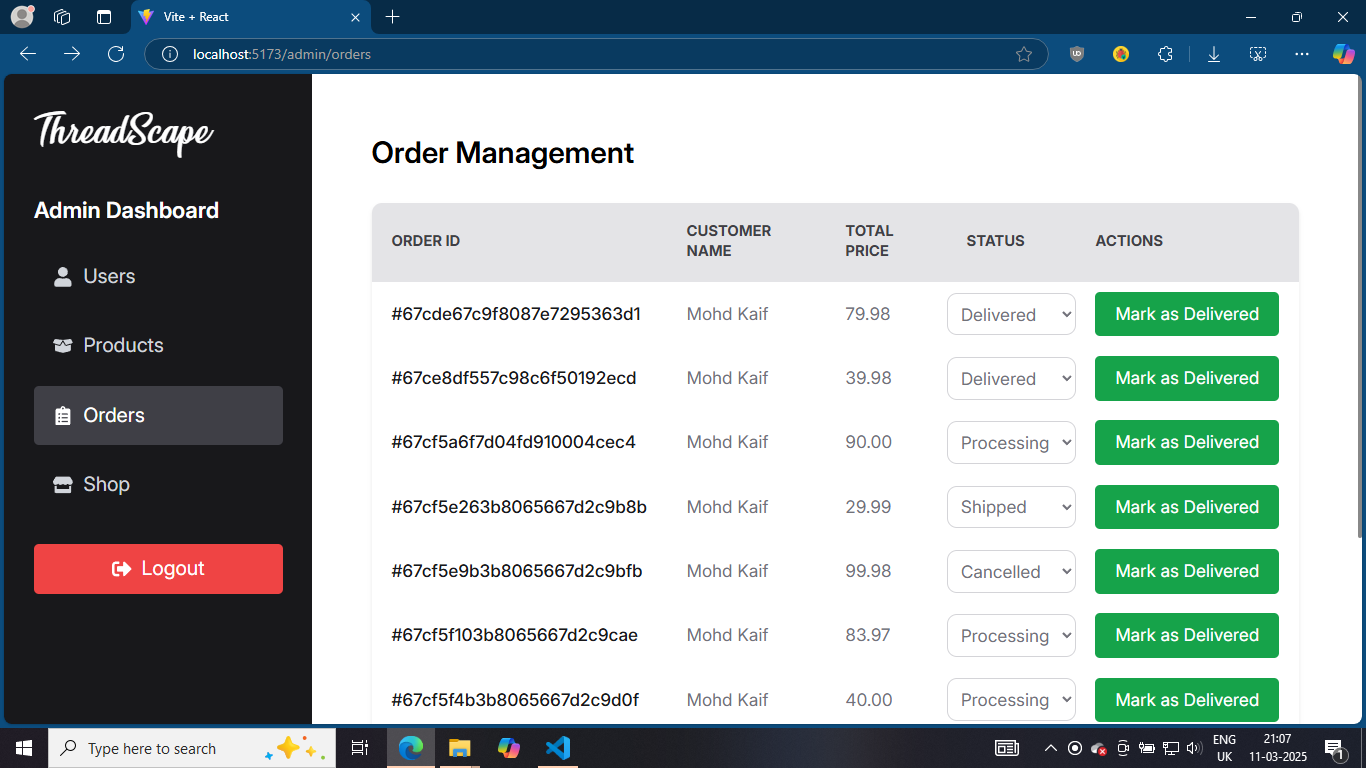 Vite + React
localhost:5173/admin/orders
ThreadScape
Admin Dashboard
Users
Products
Orders
Shop
Logout
Order Management
ORDER ID CUSTOMER NAME TOTAL PRICE STATUS ACTIONS
#67cde67c9f8087e7295363d1 Mohd Kaif 79.98 Delivered Mark as Delivered
#67ce8df557c98c6f50192ecd Mohd Kaif 39.98 Delivered Mark as Delivered
#67cf5a6f7d04fd910004cec4 Mohd Kaif 90.00 Processing Mark as Delivered
#67cf5e263b8065667d2c9b8b Mohd Kaif 29.99 Shipped Mark as Delivered
#67cf5e9b3b8065667d2c9bfb Mohd Kaif 99.98 Cancelled Mark as Delivered
#67cf5f103b8065667d2c9cae Mohd Kaif 83.97 Processing Mark as Delivered
#67cf5f4b3b8065667d2c9d0f Mohd Kaif 40.00 Processing Mark as Delivered
Type here to search
ENG
UK
21:07
11-03-2025
1